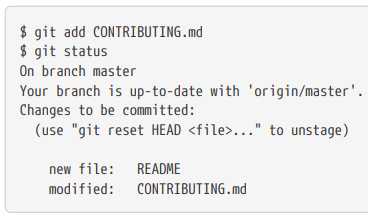 $ git add CONTRIBUTING.md
$ git status
On branch master
Your branch is up-to-date with 'origin/master'.
Changes to be committed:
  (use "git reset HEAD <file>..." to unstage)

    new file:   README
    modified:   CONTRIBUTING.md